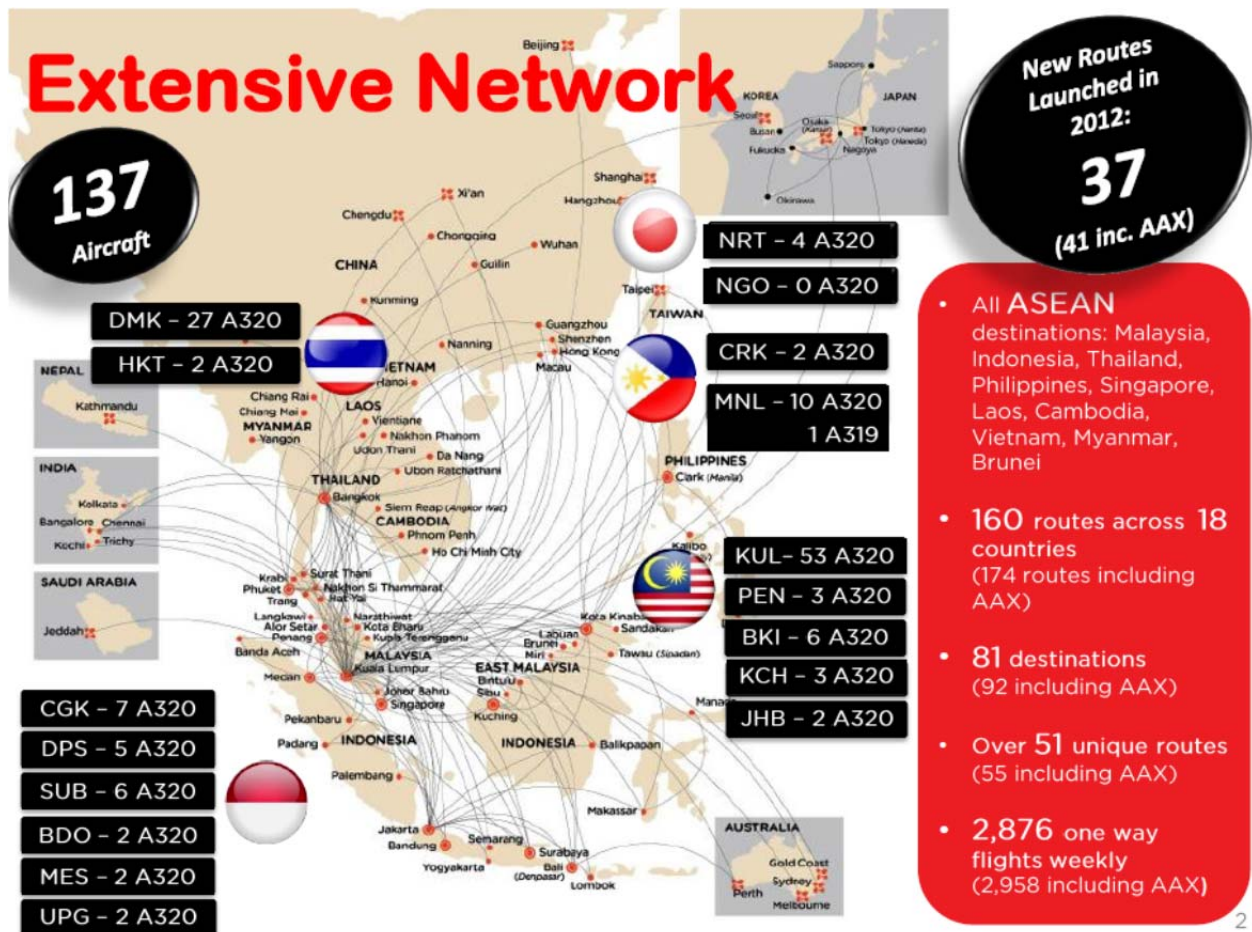 Extensive Network
137
Aircraft
New Routes
Launched in
2012:
37
(41 inc. AAX)
Beijing
Sapporo
KOREA
JAPAN
Seoul
Busan
Osaka
(Kansai)
Tokyo (Narita)
Tokyo (Haneda)
Fukuoka
Nagoya
Okinawa
Shanghai
Hangzhou
Xi'an
Chengdu
Chongqing
Wuhan
Guilin
CHINA
Kunming
Taipei
TAIWAN
Guangzhou
Shenzhen
Hong Kong
Macau
Nanning
NRT – 4 A320
NGO – 0 A320
DMK – 27 A320
HKT – 2 A320
CRK – 2 A320
MNL – 10 A320
1 A319
NEPAL
Kathmandu
INDIA
Kolkata
Bangalore
Chennai
Kochi
Trichy
SAUDI ARABIA
Jeddah
Hanoi
Chiang Rai
Chiang Mai
LAOS
MYANMAR
Yangon
Vientiane
Nakhon Phanom
Udon Thani
Da Nang
Ubon Ratchathani
THAILAND
Bangkok
Siem Reap (Angkor Wat)
CAMBODIA
Phnom Penh
Ho Chi Minh City
PHILIPPINES
Clark (Manila)
Kalibo
Krabi
Surat Thani
Phuket
Nakhon Si Thammarat
Trang
Hat Yai
Langkawi
Narathiwat
Alor Setar
Kota Bharu
Penang
Kuala Terengganu
Banda Aceh
MALAYSIA
Kuala Lumpur
Medan
Johor Bahru
Singapore
Labuan
Sandakan
Brunei
Miri
Tawau (Sipadan)
EAST MALAYSIA
Bintulu
Sibu
Kuching
Pekanbaru
Padang
INDONESIA
INDONESIA
Balikpapan
Palembang
Makassar
Jakarta
Bandung
Semarang
Surabaya
Yogyakarta
Bali
(Denpasar)
Lombok
AUSTRALIA
Gold Coast
Sydney
Perth
Melbourne
KUL– 53 A320
PEN – 3 A320
BKI – 6 A320
KCH – 3 A320
JHB – 2 A320
CGK – 7 A320
DPS – 5 A320
SUB – 6 A320
BDO – 2 A320
MES – 2 A320
UPG – 2 A320
• All ASEAN
destinations: Malaysia,
Indonesia, Thailand,
Philippines, Singapore,
Laos, Cambodia,
Vietnam, Myanmar,
Brunei
• 160 routes across 18
countries
(174 routes including
AAX)
• 81 destinations
(92 including AAX)
• Over 51 unique routes
(55 including AAX)
• 2,876 one way
flights weekly
(2,958 including AAX)
2